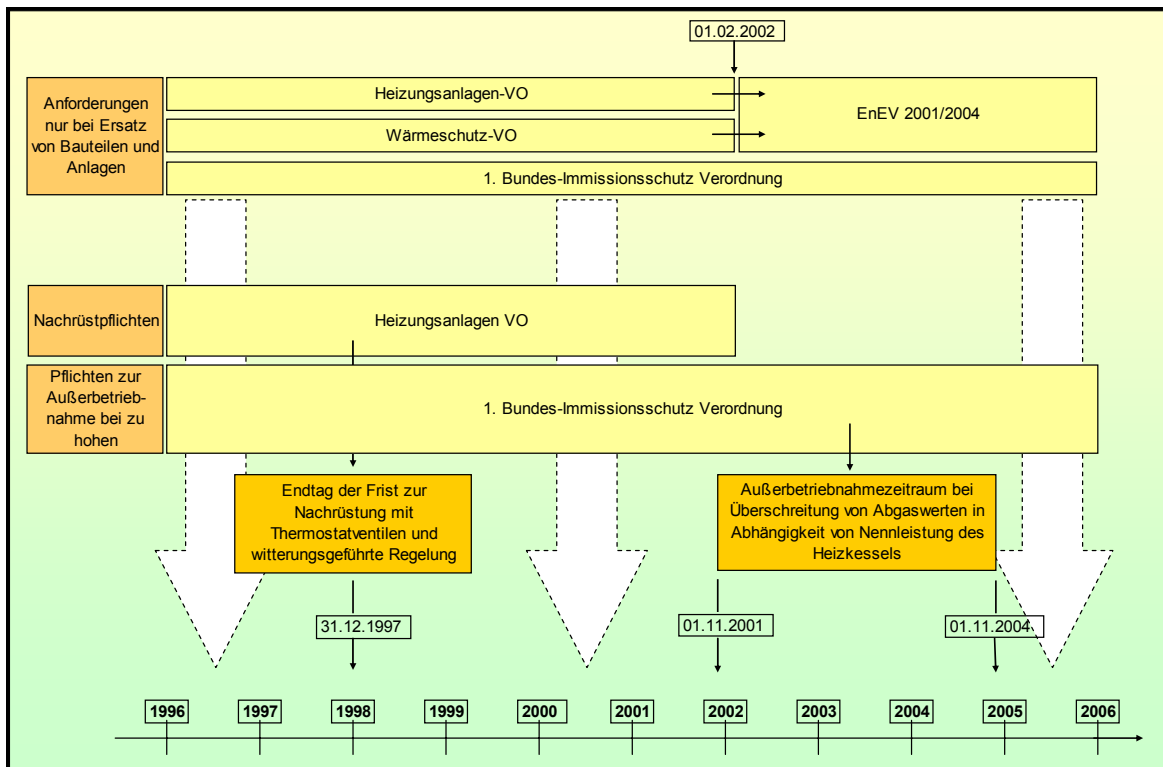 01.02.2002
Anforderungen
nur bei Ersatz
von Bauteilen und
Anlagen
Heizungsanlagen-VO
Wärmeschutz-VO
EnEV 2001/2004
1. Bundes-Immissionsschutz Verordnung
Nachrüstpflichten
Heizungsanlagen VO
Pflichten zur
Außerbetrieb-
nahme bei zu
hohen
1. Bundes-Immissionsschutz Verordnung
Endtag der Frist zur
Nachrüstung mit
Thermostatventilen und
witterungsgeführte Regelung
Außerbetriebnahmezeitraum bei
Überschreitung von Abgaswerten in
Abhängigkeit von Nennleistung des
Heizkessels
31.12.1997
01.11.2001
01.11.2004
1996
1997
1998
1999
2000
2001
2002
2003
2004
2005
2006